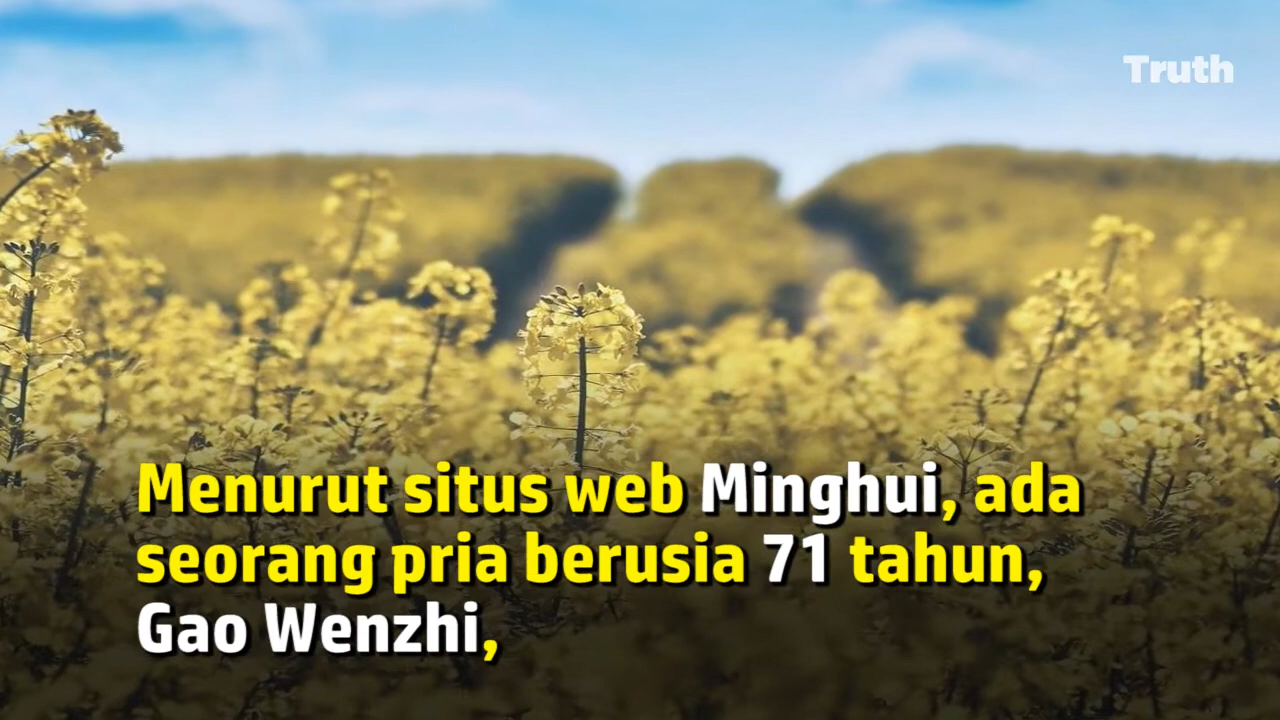 Truth
Menurut situs web Minghui, ada
seorang pria berusia 71 tahun,
Gao Wenzhi,